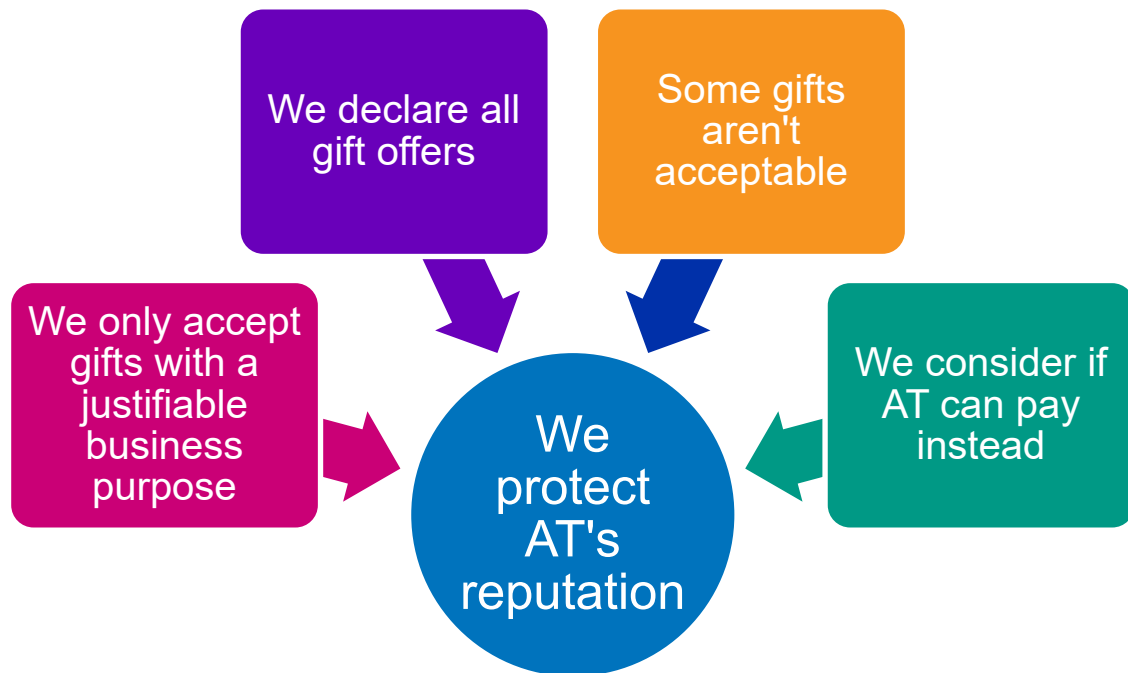 We declare all
gift offers
Some gifts
aren't
acceptable
We only accept
gifts with a
justifiable
business
purpose
We consider if
AT can pay
instead
We
protect
AT's
reputation